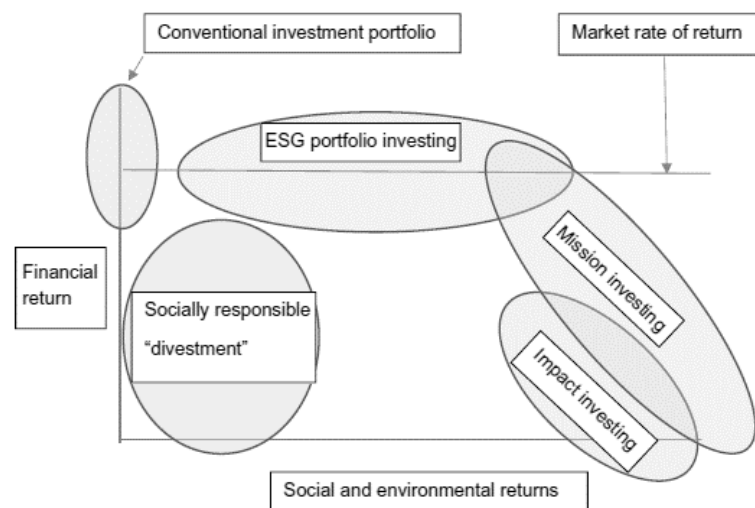 Conventional investment portfolio
Market rate of return
ESG portfolio investing
Mission investing
Financial
return
Socially responsible
“divestment”
Impact investing
Social and environmental returns